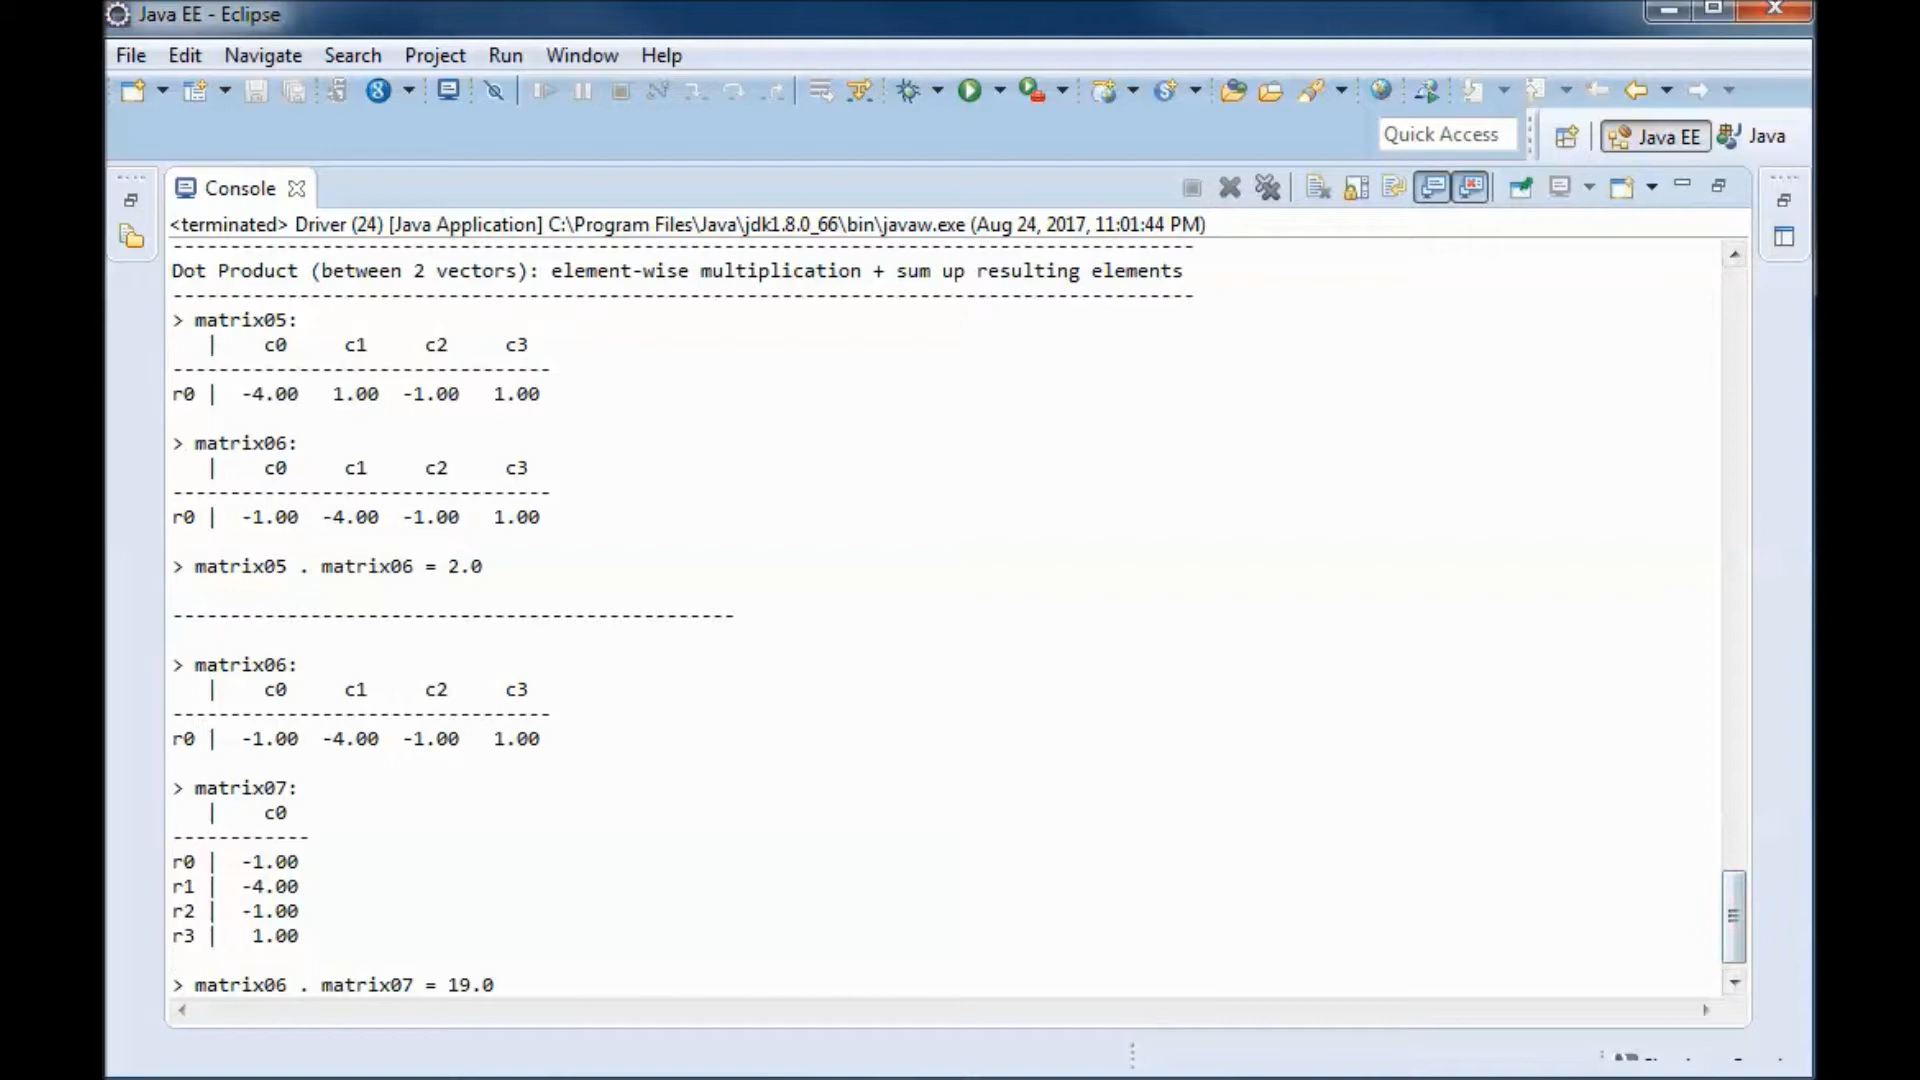 Java EE - Eclipse
File Edit Navigate Search Project Run Window Help
Quick Access Java EE Java
Console
<terminated> Driver (24) [Java Application] C:\Program Files\Java\jdk1.8.0_66\bin\javaw.exe (Aug 24, 2017, 11:01:44 PM)
-----------------------------------------------------------------------------------------
Dot Product (between 2 vectors): element-wise multiplication + sum up resulting elements
-----------------------------------------------------------------------------------------
> matrix05:
| c0 c1 c2 c3
---------------------------------
r0 | -4.00 1.00 -1.00 1.00
> matrix06:
| c0 c1 c2 c3
---------------------------------
r0 | -1.00 -4.00 -1.00 1.00
> matrix05 . matrix06 = 2.0
-------------------------------------------------
> matrix06:
| c0 c1 c2 c3
---------------------------------
r0 | -1.00 -4.00 -1.00 1.00
> matrix07:
| c0
------------
r0 | -1.00
r1 | -4.00
r2 | -1.00
r3 | 1.00
> matrix06 . matrix07 = 19.0